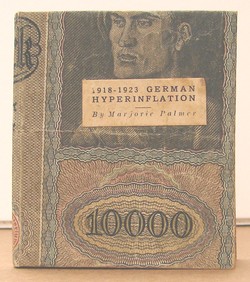 1918-1923 GERMAN
HYPERINFLATION
By Marjorie Palmer
10000